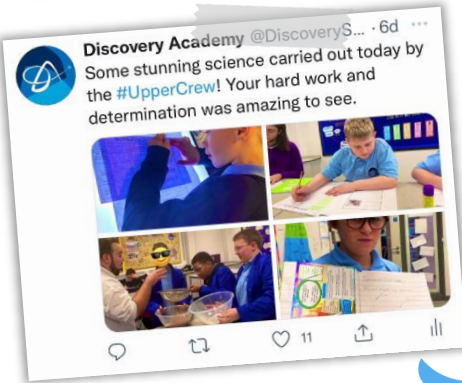 Discovery Academy @DiscoveryS... · 6d
Some stunning science carried out today by
the #UpperCrew! Your hard work and
determination was amazing to see.
11